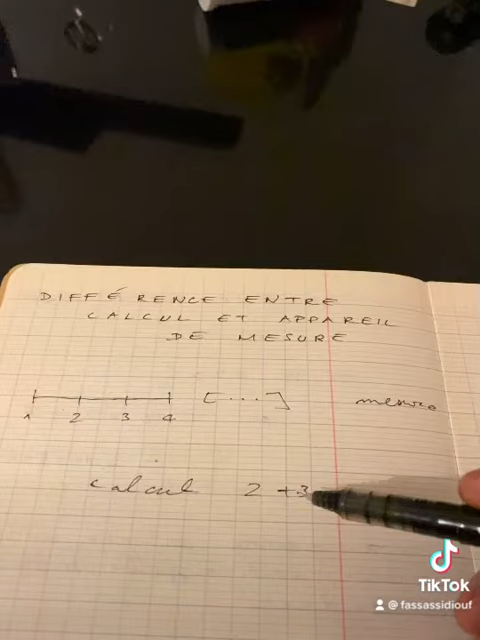 DIFFÉRENCE ENTRE
CALCUL ET APPAREIL
DE MESURE
[...] mesure
1 2 3 4
calcul 2 +3
TikTok
@fassassidiouf